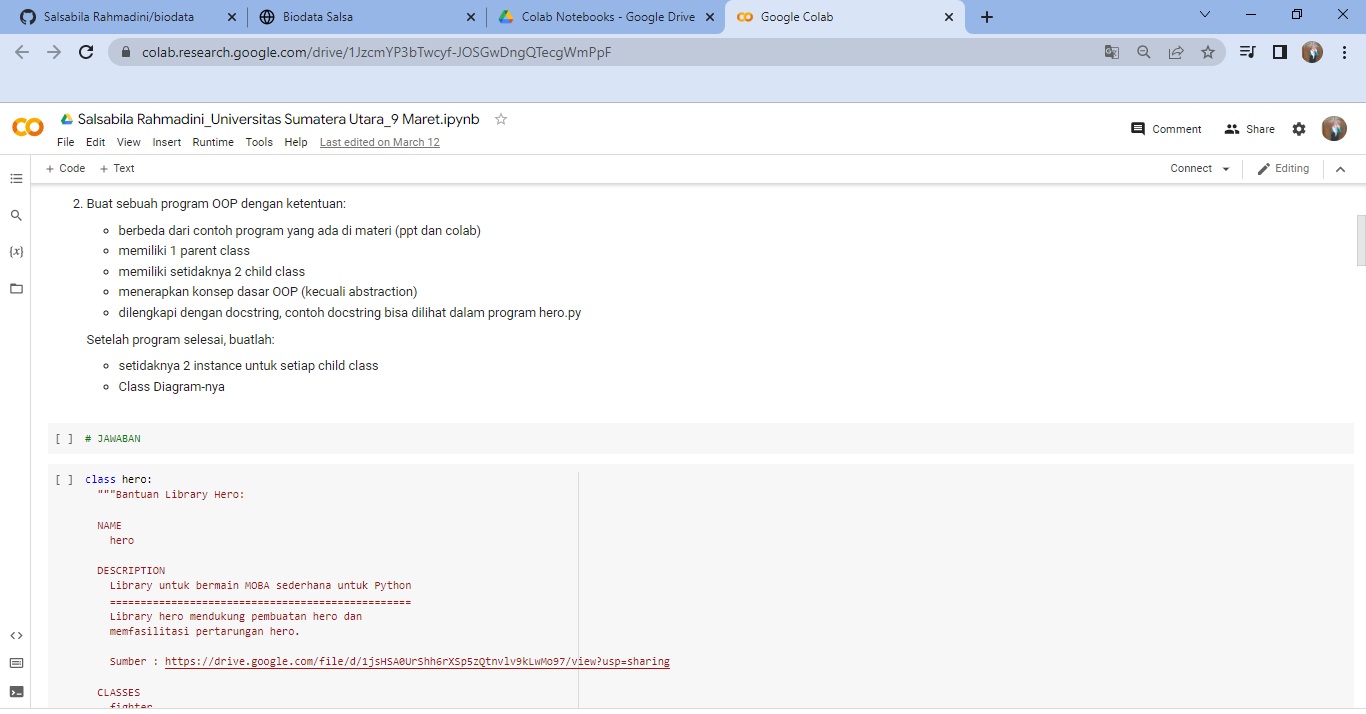 Salsabila Rahmadini/biodata
Biodata Salsa
Colab Notebooks - Google Drive
Google Colab
colab.research.google.com/drive/1JzcmYP3bTwcyf-JOSGwDngQTecgWmPpF
Salsabila Rahmadini_Universitas Sumatera Utara_9 Maret.ipynb
Comment
Share
File Edit View Insert Runtime Tools Help Last edited on March 12
+ Code + Text
Connect
Editing
2. Buat sebuah program OOP dengan ketentuan:
berbeda dari contoh program yang ada di materi (ppt dan colab)
memiliki 1 parent class
memiliki setidaknya 2 child class
menerapkan konsep dasar OOP (kecuali abstraction)
dilengkapi dengan docstring, contoh docstring bisa dilihat dalam program hero.py
Setelah program selesai, buatlah:
setidaknya 2 instance untuk setiap child class
Class Diagram-nya
[ ] # JAWABAN
[ ] class hero:
"""Bantuan Library Hero:
NAME
hero
DESCRIPTION
Library untuk bermain MOBA sederhana untuk Python
=================================================
Library hero mendukung pembuatan hero dan
memfasilitasi pertarungan hero.
Sumber : https://drive.google.com/file/d/1jsHSA0UrShh6rXSp5zQtnvlv9kLwMo97/view?usp=sharing
CLASSES
fighter